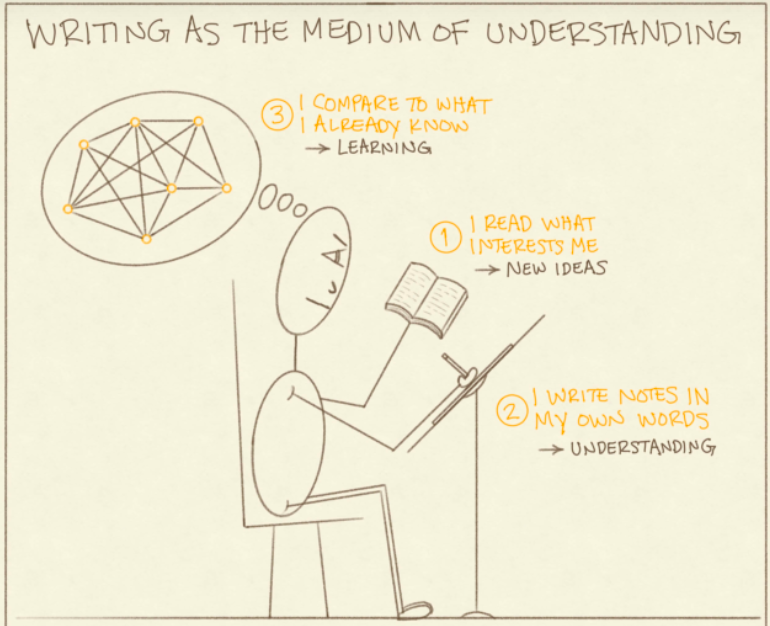 WRITING AS THE MEDIUM OF UNDERSTANDING
③ I COMPARE TO WHAT
I ALREADY KNOW
→ LEARNING
① I READ WHAT
INTERESTS ME
→ NEW IDEAS
② I WRITE NOTES IN
MY OWN WORDS
→ UNDERSTANDING